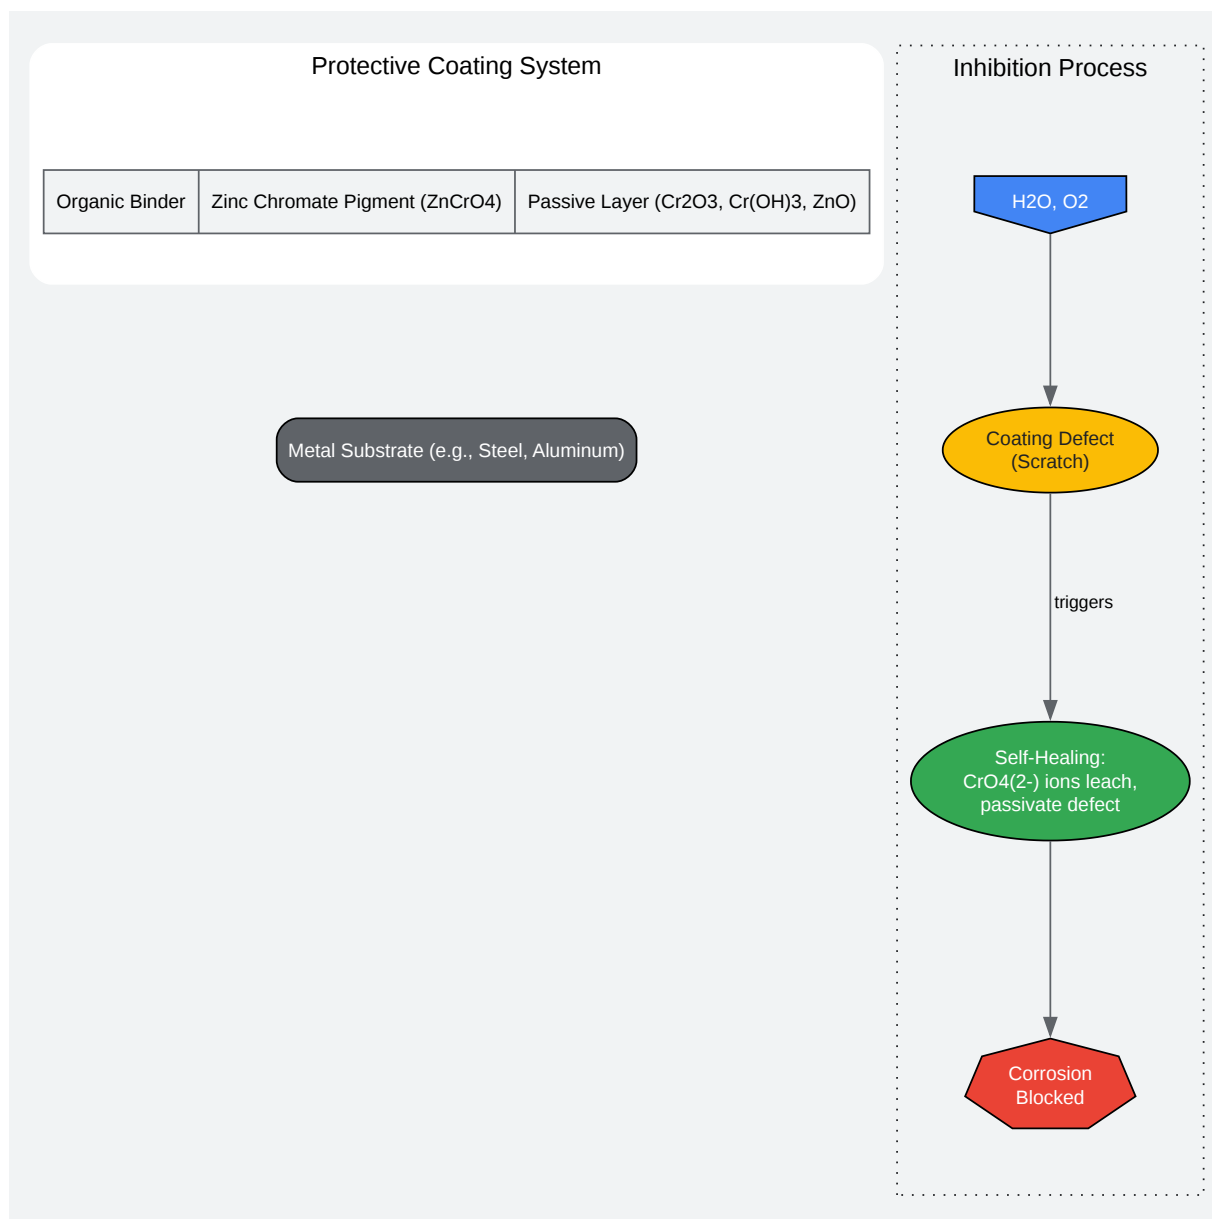 Protective Coating System
Organic Binder
Zinc Chromate Pigment (ZnCrO4)
Passive Layer (Cr2O3, Cr(OH)3, ZnO)
Metal Substrate (e.g., Steel, Aluminum)
Inhibition Process
H2O, O2
Coating Defect
(Scratch)
triggers
Self-Healing:
CrO4(2-) ions leach,
passivate defect
Corrosion
Blocked